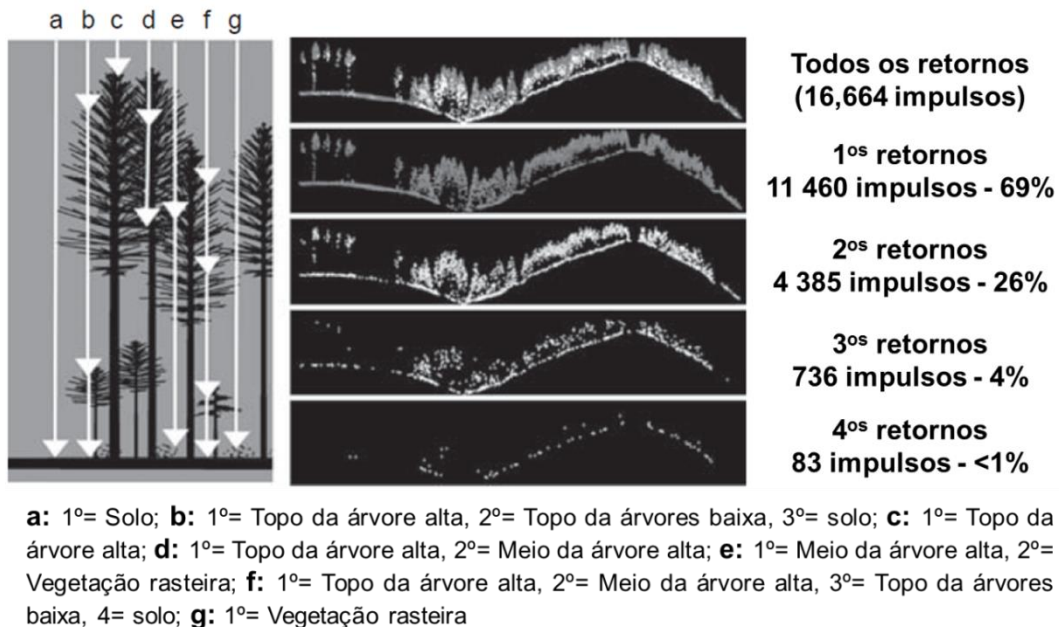 a b c d e f g
Todos os retornos
(16,664 impulsos)
1ºs retornos
11 460 impulsos - 69%
2ºs retornos
4 385 impulsos - 26%
3ºs retornos
736 impulsos - 4%
4ºs retornos
83 impulsos - <1%
a: 1º= Solo; b: 1º= Topo da árvore alta, 2º= Topo da árvores baixa, 3º= solo; c: 1º= Topo da
árvore alta; d: 1º= Topo da árvore alta, 2º= Meio da árvore alta; e: 1º= Meio da árvore alta, 2º=
Vegetação rasteira; f: 1º= Topo da árvore alta, 2º= Meio da árvore alta, 3º= Topo da árvores
baixa, 4= solo; g: 1º= Vegetação rasteira